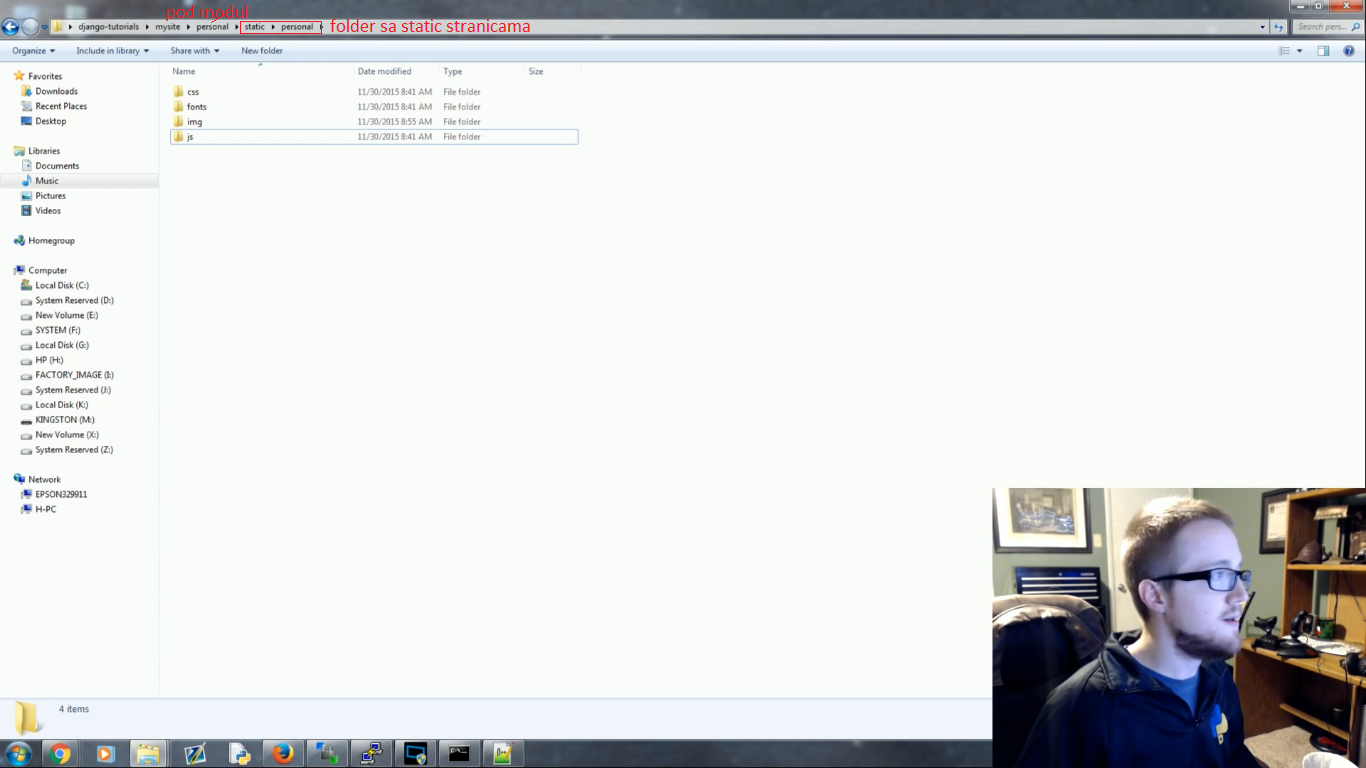 pod modul
django-tutorials mysite personal static personal folder sa static stranicama Search pers...
Organize Include in library Share with New folder
Name Date modified Type Size
css 11/30/2015 8:41 AM File folder
fonts 11/30/2015 8:41 AM File folder
img 11/30/2015 8:55 AM File folder
js 11/30/2015 8:41 AM File folder
Favorites
Downloads
Recent Places
Desktop
Libraries
Documents
Music
Pictures
Videos
Homegroup
Computer
Local Disk (C:)
System Reserved (D:)
New Volume (E:)
SYSTEM (F:)
Local Disk (G:)
HP (H:)
FACTORY_IMAGE (I:)
System Reserved (J:)
Local Disk (K:)
KINGSTON (M:)
New Volume (X:)
System Reserved (Z:)
Network
EPSON329911
H-PC
4 items